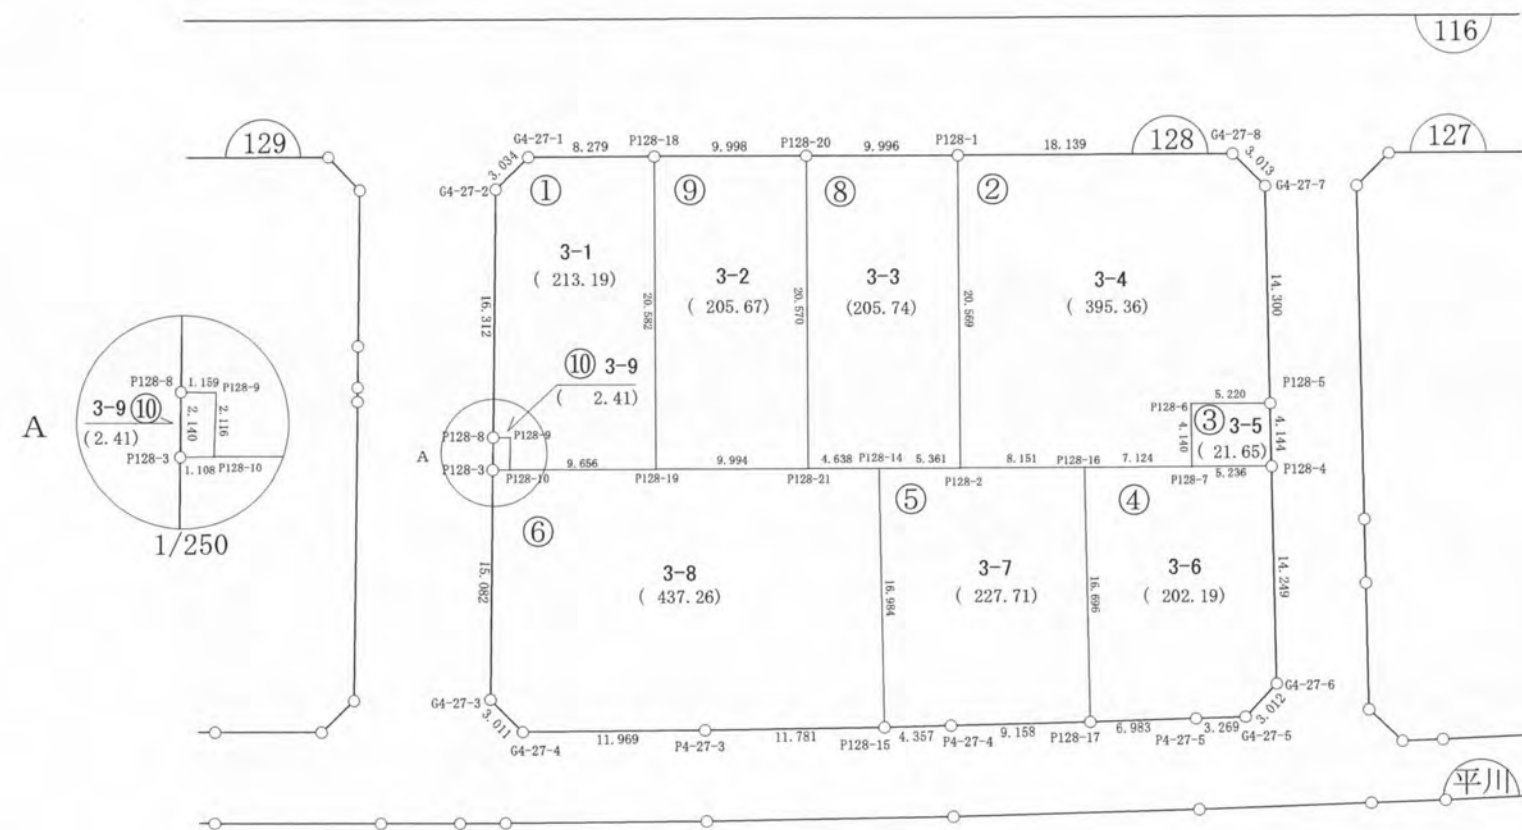 116
129
G4-27-1
8.279
P128-18
9.998
P128-20
9.996
P128-1
18.139
128
G4-27-8
127
3.034
3.013
G4-27-2
①
⑨
⑧
②
G4-27-7
3-1
( 213.19)
3-2
( 205.67)
3-3
(205.74)
3-4
( 395.36)
16.312
20.582
20.570
20.569
14.300
⑩ 3-9
( 2.41)
P128-8
1.159
P128-9
3-9 ⑩
(2.41)
2.140
2.116
P128-3
1.108
P128-10
A
1/250
P128-5
5.220
P128-6
③ 3-5
( 21.65)
4.140
4.144
P128-8
P128-9
A
P128-3
P128-10
9.656
P128-19
9.994
P128-21
4.638
P128-14
5.361
P128-2
8.151
P128-16
7.124
P128-7
5.236
P128-4
⑥
⑤
④
3-8
( 437.26)
3-7
( 227.71)
3-6
( 202.19)
15.082
16.984
16.696
14.249
G4-27-3
3.011
G4-27-4
11.969
P4-27-3
11.781
P128-15
4.357
P4-27-4
9.158
P128-17
6.983
P4-27-5
3.269
G4-27-5
3.012
G4-27-6
平川